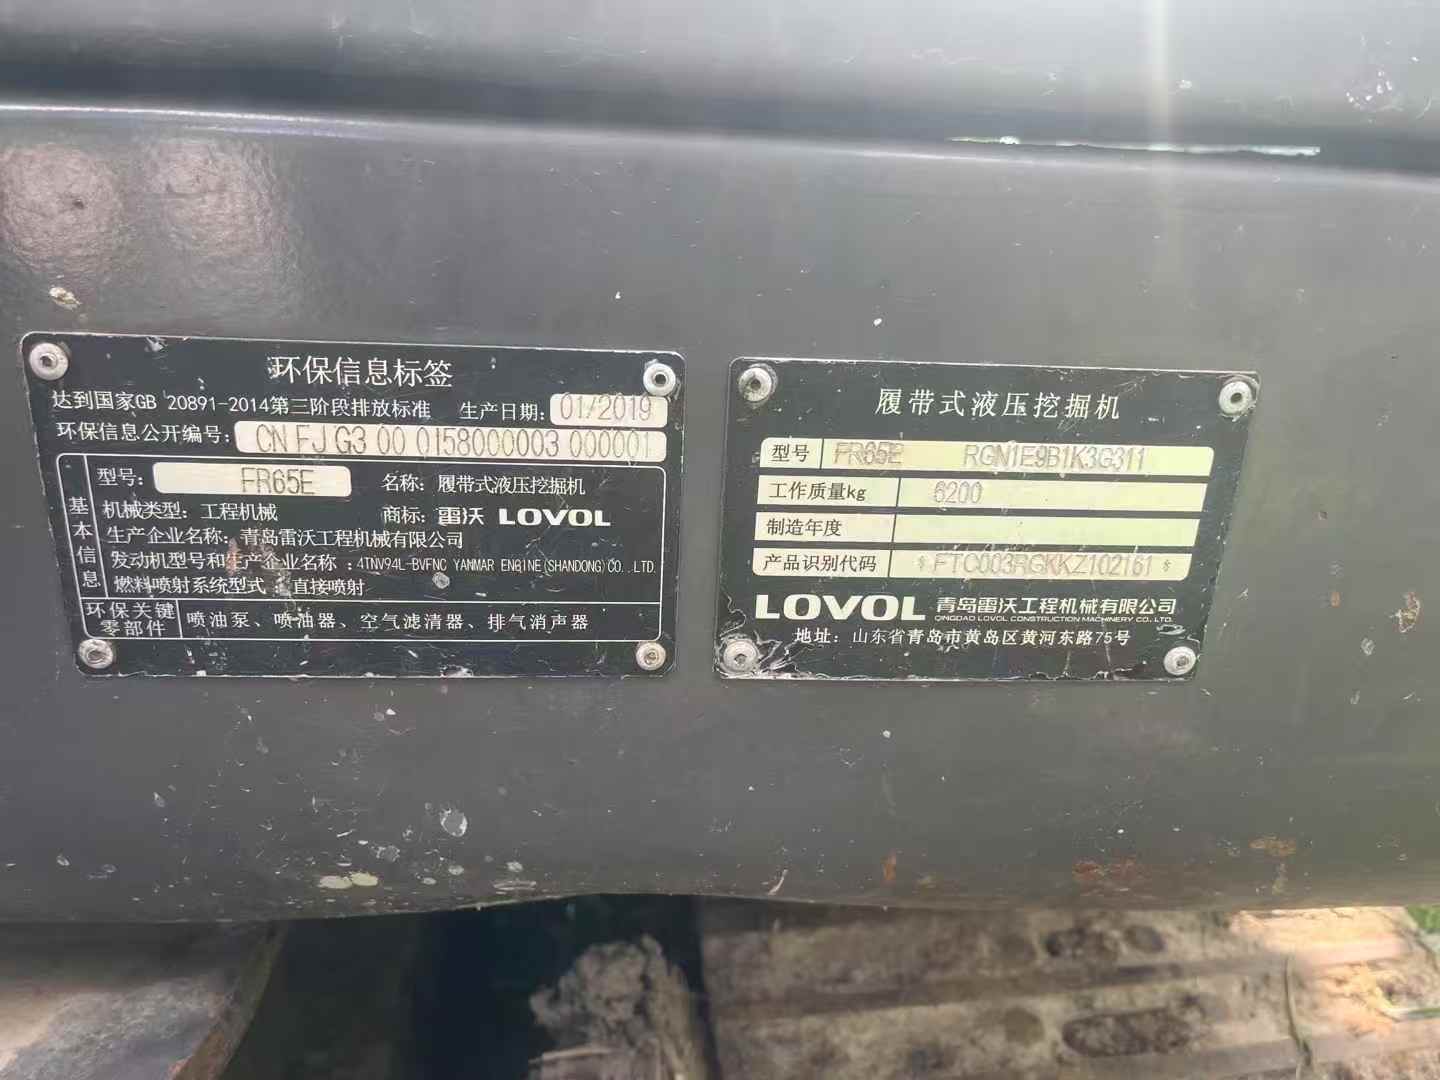 环保信息标签
达到国家GB 20891-2014第三阶段排放标准 生产日期: 01/2019
环保信息公开编号: CN FJ G3 00 0158000003 000001
基本信息
型号: FR65E 名称: 履带式液压挖掘机
机械类型: 工程机械 商标: 雷沃 LOVOL
生产企业名称: 青岛雷沃工程机械有限公司
发动机型号和生产企业名称: 4TNV94L-BVFNC YANMAR ENGINE(SHANDONG)CO.,LTD.
燃料喷射系统型式: 直接喷射
环保关键零部件 喷油泵、喷油器、空气滤清器、排气消声器
履带式液压挖掘机
型号 FR65E RGN1E9B1K3G311
工作质量kg 6200
制造年度
产品识别代码 *FTC003RGKKZ102161*
LOVOL 青岛雷沃工程机械有限公司
QINGDAO LOVOL CONSTRUCTION MACHINERY CO., LTD.
地址: 山东省青岛市黄岛区黄河东路75号